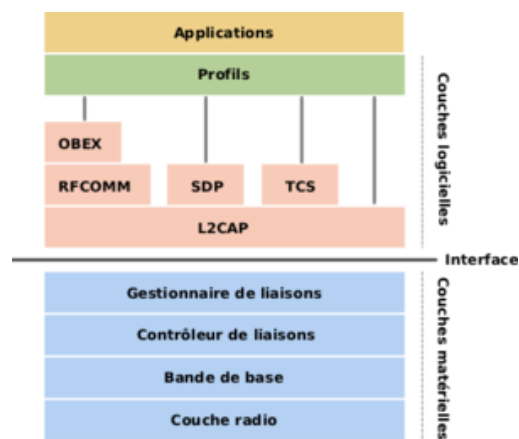 Applications
Profils
OBEX
RFCOMM
SDP
TCS
L2CAP
Couches logicielles
Interface
Gestionnaire de liaisons
Contrôleur de liaisons
Bande de base
Couche radio
Couches matérielles